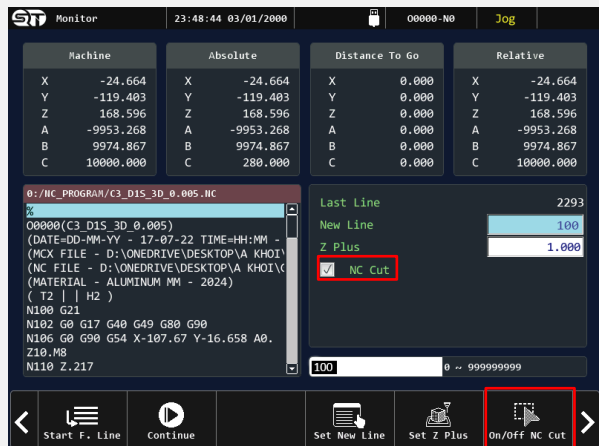 ST Monitor 23:48:44 03/01/2000 O0000-N0 Jog
Machine Absolute Distance To Go Relative
X -24.664 X -24.664 X 0.000 X -24.664
Y -119.403 Y -119.403 Y 0.000 Y -119.403
Z 168.596 Z 168.596 Z 0.000 Z 168.596
A -9953.268 A -9953.268 A 0.000 A -9953.268
B 9974.867 B 9974.867 B 0.000 B 9974.867
C 10000.000 C 280.000 C 0.000 C 10000.000
0:/NC_PROGRAM/C3_D1S_3D_0.005.NC
%
O0000(C3_D1S_3D_0.005)
(DATE=DD-MM-YY - 17-07-22 TIME=HH:MM -
(MCX FILE - D:\ONEDRIVE\DESKTOP\A KHOI\
(NC FILE - D:\ONEDRIVE\DESKTOP\A KHOI\C
(MATERIAL - ALUMINUM MM - 2024)
( T2 | | H2 )
N100 G21
N102 G0 G17 G40 G49 G80 G90
N106 G0 G90 G54 X-107.67 Y-16.658 A0.
Z10.M8
N110 Z.217
Last Line 2293
New Line 100
Z Plus 1.000
NC Cut
100 0 ~ 999999999
Start F. Line Continue Set New Line Set Z Plus On/Off NC Cut